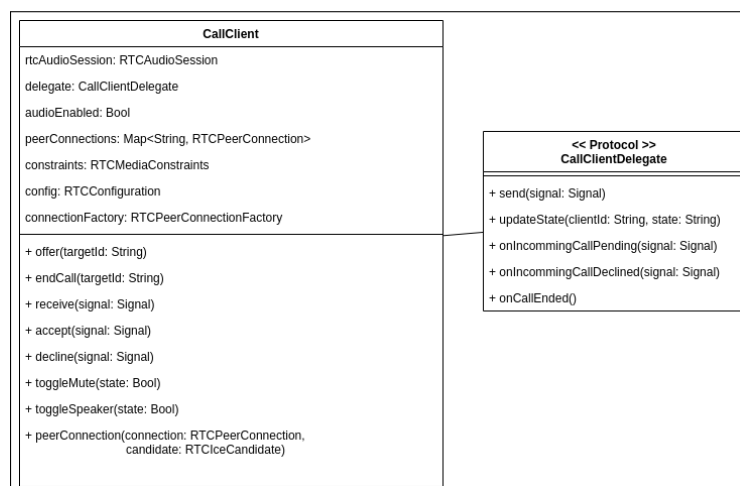 CallClient
rtcAudioSession: RTCAudioSession
delegate: CallClientDelegate
audioEnabled: Bool
peerConnections: Map<String, RTCPeerConnection>
constraints: RTCMediaConstraints
config: RTCConfiguration
connectionFactory: RTCPeerConnectionFactory
+ offer(targetId: String)
+ endCall(targetId: String)
+ receive(signal: Signal)
+ accept(signal: Signal)
+ decline(signal: Signal)
+ toggleMute(state: Bool)
+ toggleSpeaker(state: Bool)
+ peerConnection(connection: RTCPeerConnection,
candidate: RTCIceCandidate)
<< Protocol >>
CallClientDelegate
+ send(signal: Signal)
+ updateState(clientId: String, state: String)
+ onIncommingCallPending(signal: Signal)
+ onIncommingCallDeclined(signal: Signal)
+ onCallEnded()